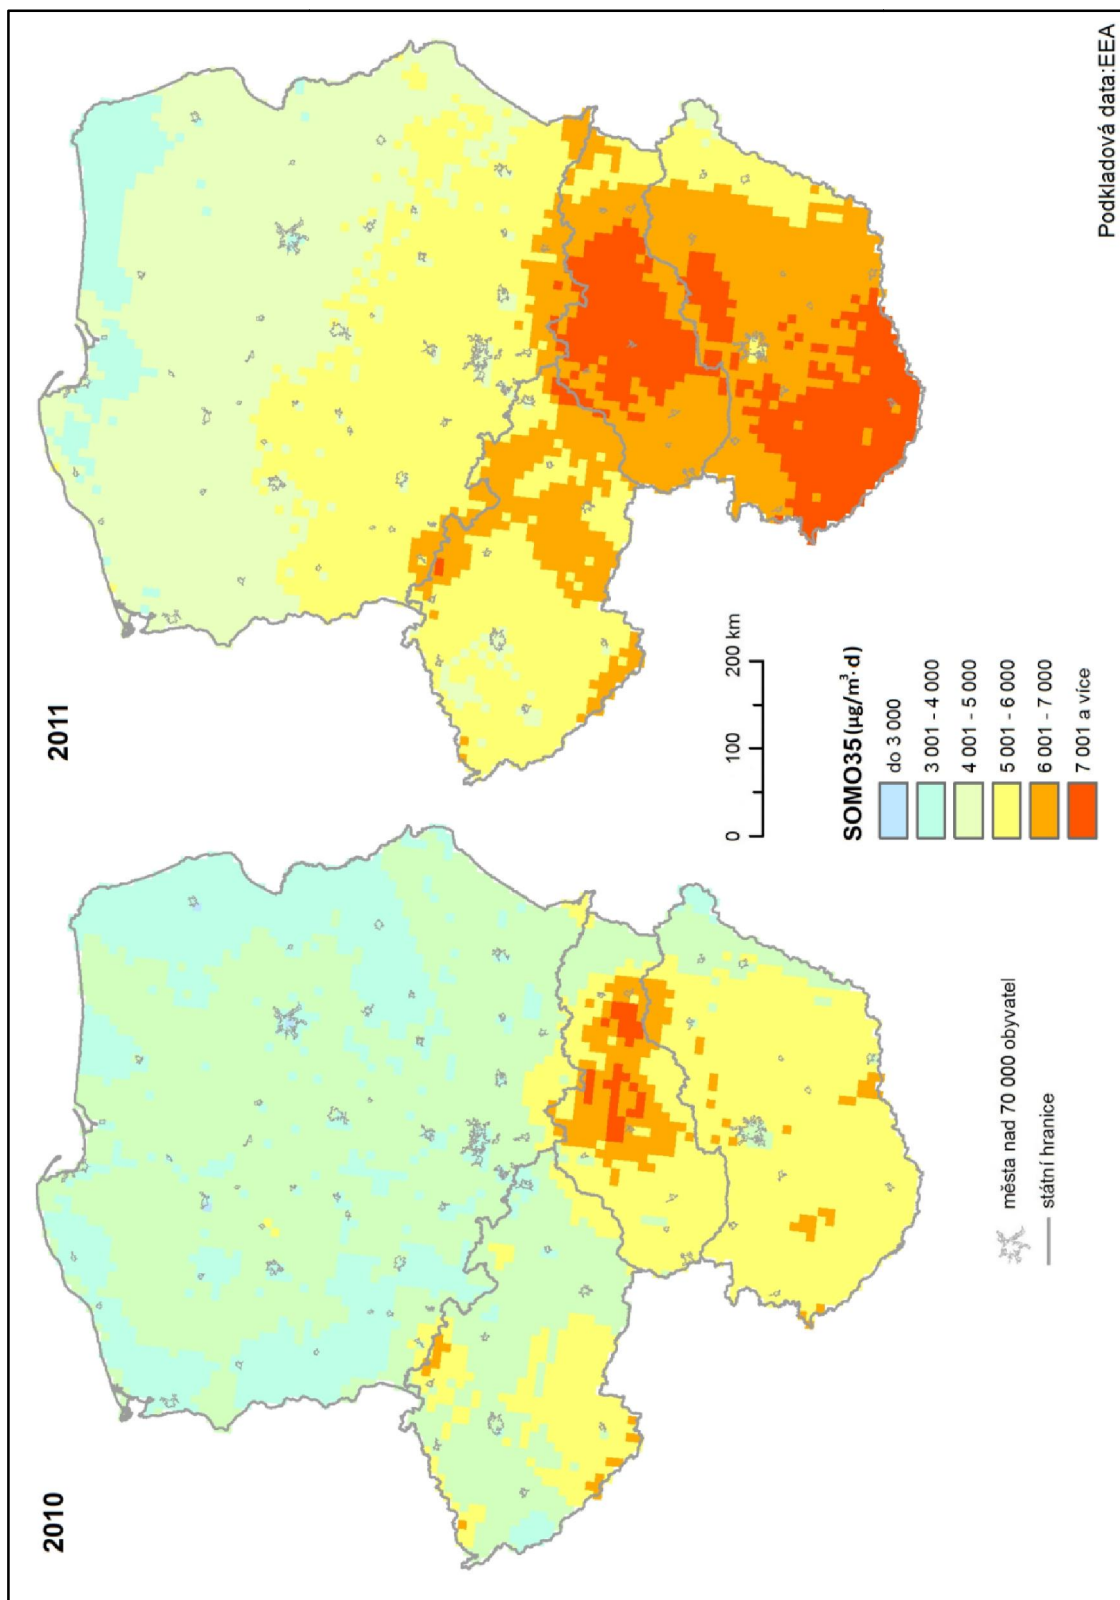 2010
2011
0
100
200 km
SOMO35 (µg/m³·d)
do 3 000
3 001 - 4 000
4 001 - 5 000
5 001 - 6 000
6 001 - 7 000
7 001 a více
města nad 70 000 obyvatel
státní hranice
Podkladová data:EEA